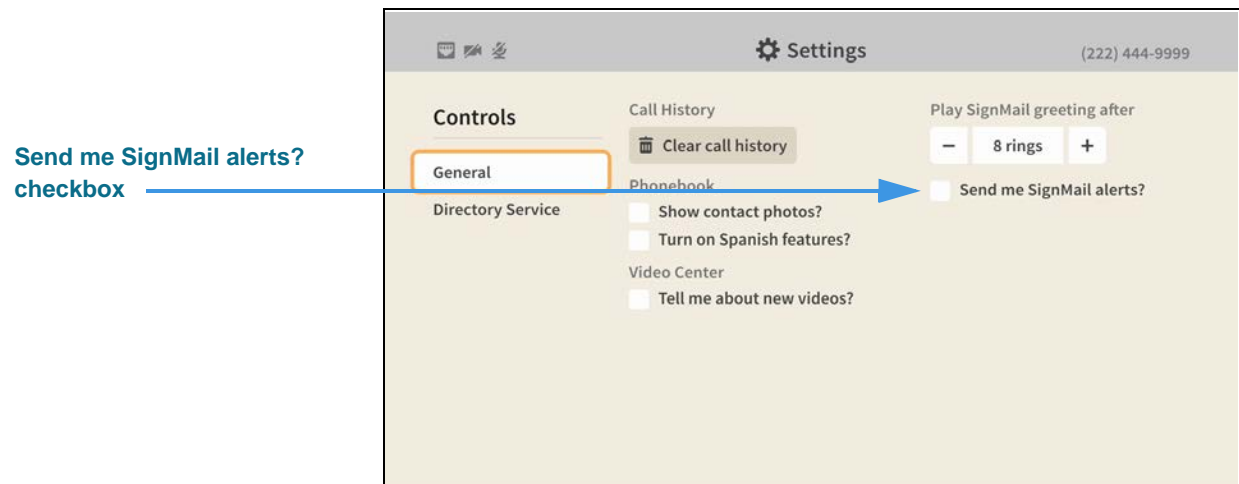 Settings
(222) 444-9999
Send me SignMail alerts?
checkbox
Controls
General
Directory Service
Call History
Clear call history
Phonebook
Show contact photos?
Turn on Spanish features?
Video Center
Tell me about new videos?
Play SignMail greeting after
− 8 rings +
Send me SignMail alerts?